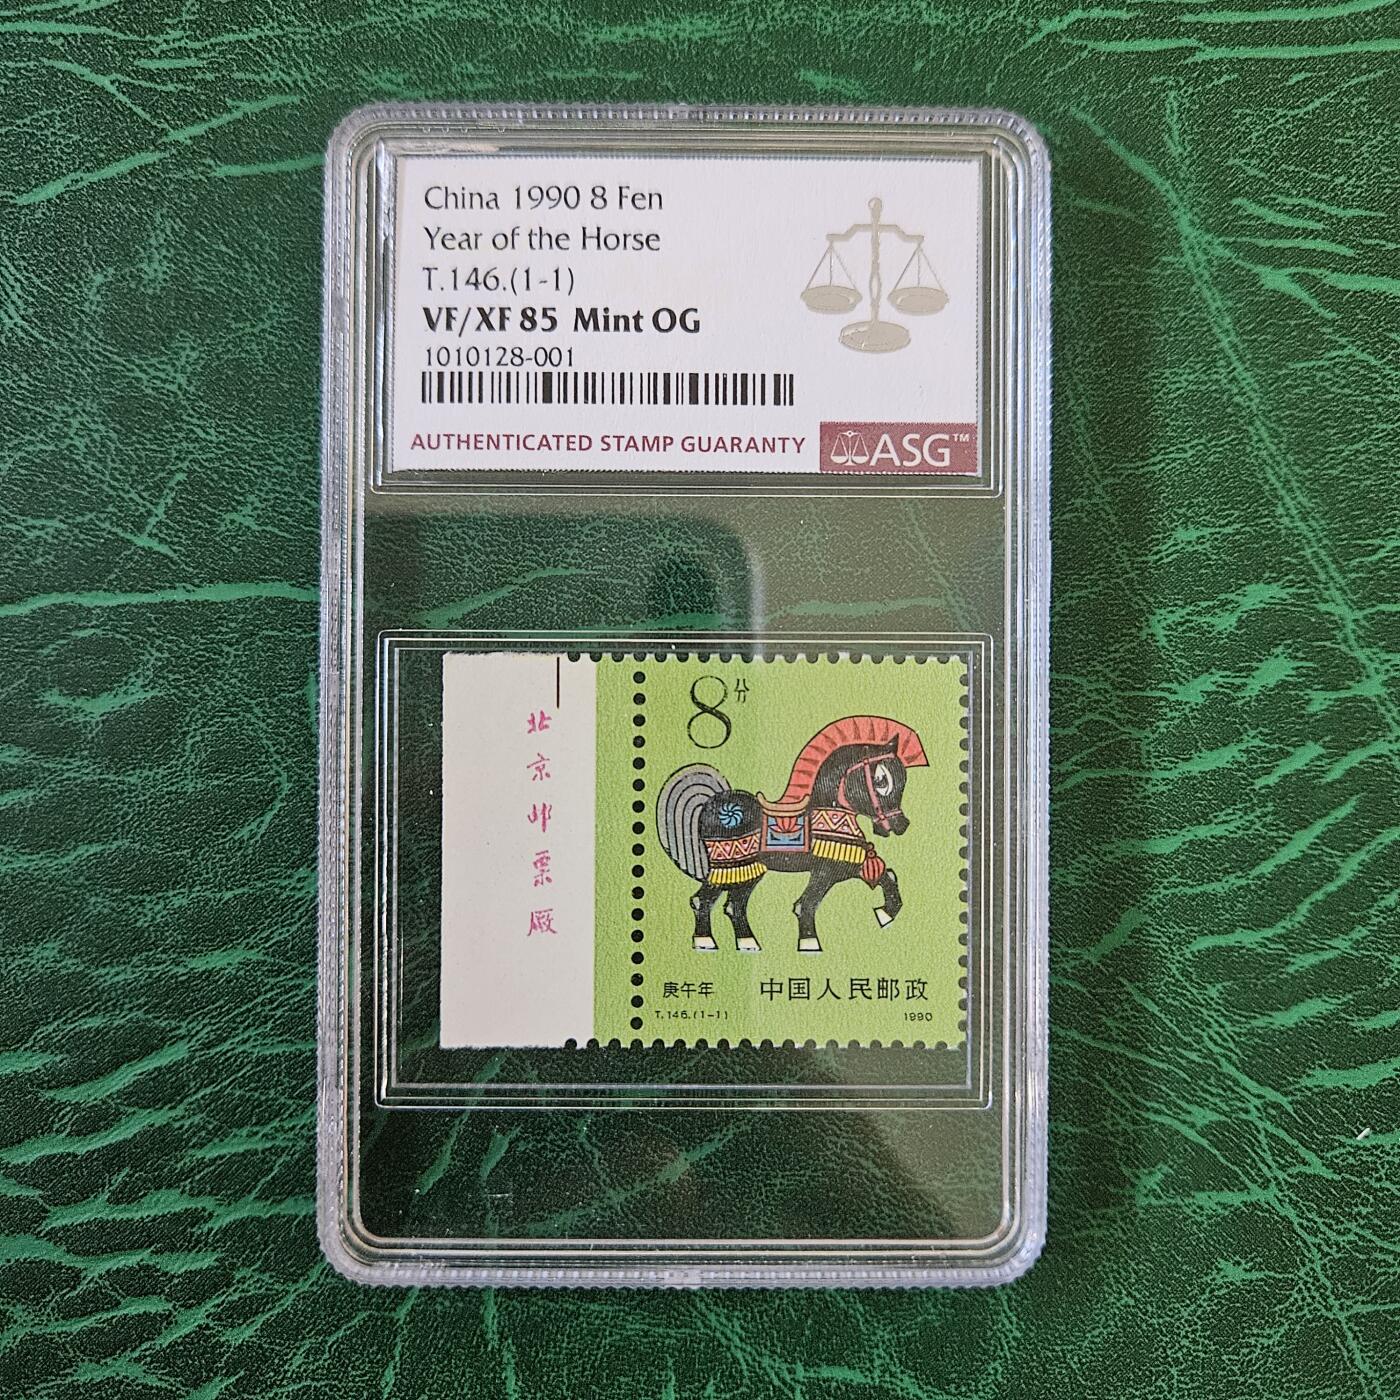 China 1990 8 Fen
Year of the Horse
T.146.(1-1)
VF/XF 85 Mint OG
1010128-001
AUTHENTICATED STAMP GUARANTY
ASG™
北京邮票厂
8分
庚午年
中国人民邮政
T.146.(1-1)
1990